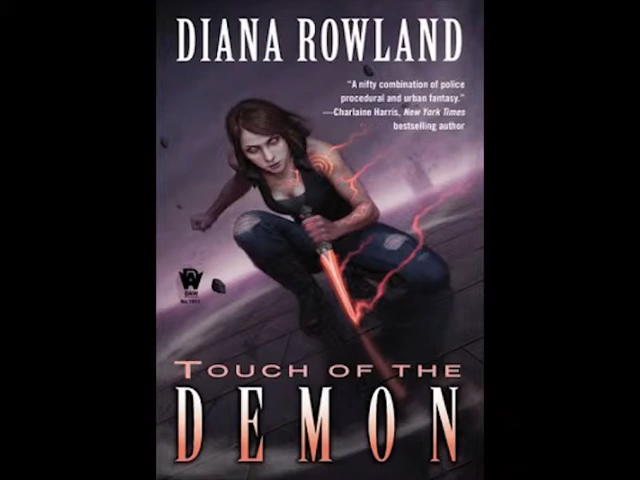 DIANA ROWLAND
"A nifty combination of police
procedural and urban fantasy."
—Charlaine Harris, New York Times
bestselling author
DAW
TOUCH OF THE
DEMON